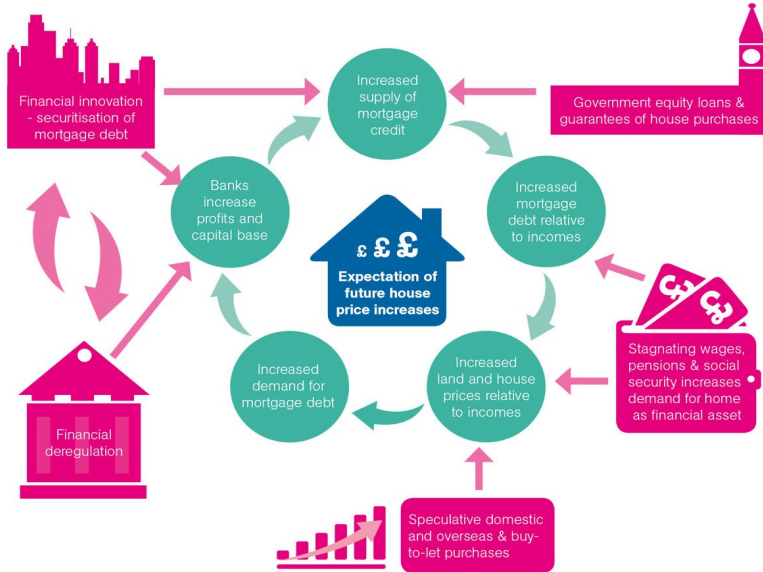 Financial innovation
- securitisation of
mortgage debt
Increased
supply of
mortgage
credit
Government equity loans &
guarantees of house purchases
Banks
increase
profits and
capital base
Increased
mortgage
debt relative
to incomes
£ £ £
Expectation of
future house
price increases
£ £
Stagnating wages,
pensions & social
security increases
demand for home
as financial asset
Increased
demand for
mortgage debt
Increased
land and house
prices relative
to incomes
Financial
deregulation
Speculative domestic
and overseas & buy-
to-let purchases